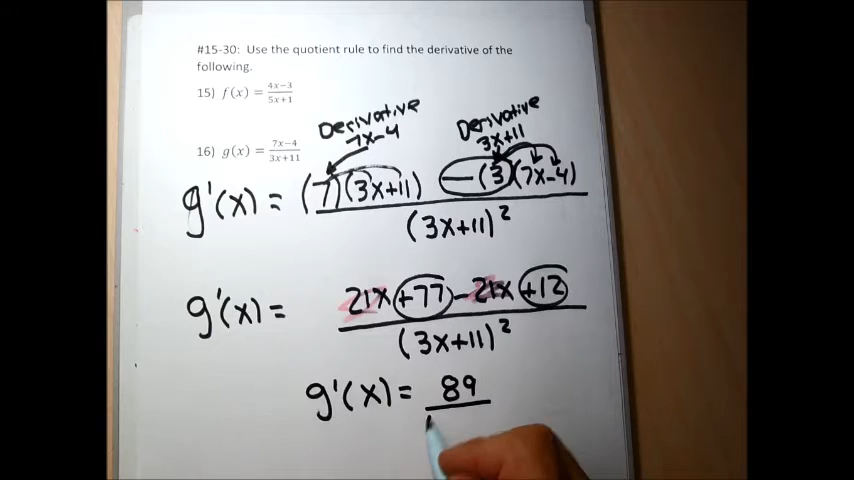 #15-30: Use the quotient rule to find the derivative of the
following.
15) f(x) = 4x−3 / 5x+1
Derivative
7x-4
Derivative
3x+11
16) g(x) = 7x−4 / 3x+11
g'(x) = (7)(3x+11) − (3)(7x-4)
(3x+11)²
g'(x) = 21x +77 − 21x +12
(3x+11)²
g'(x) = 89